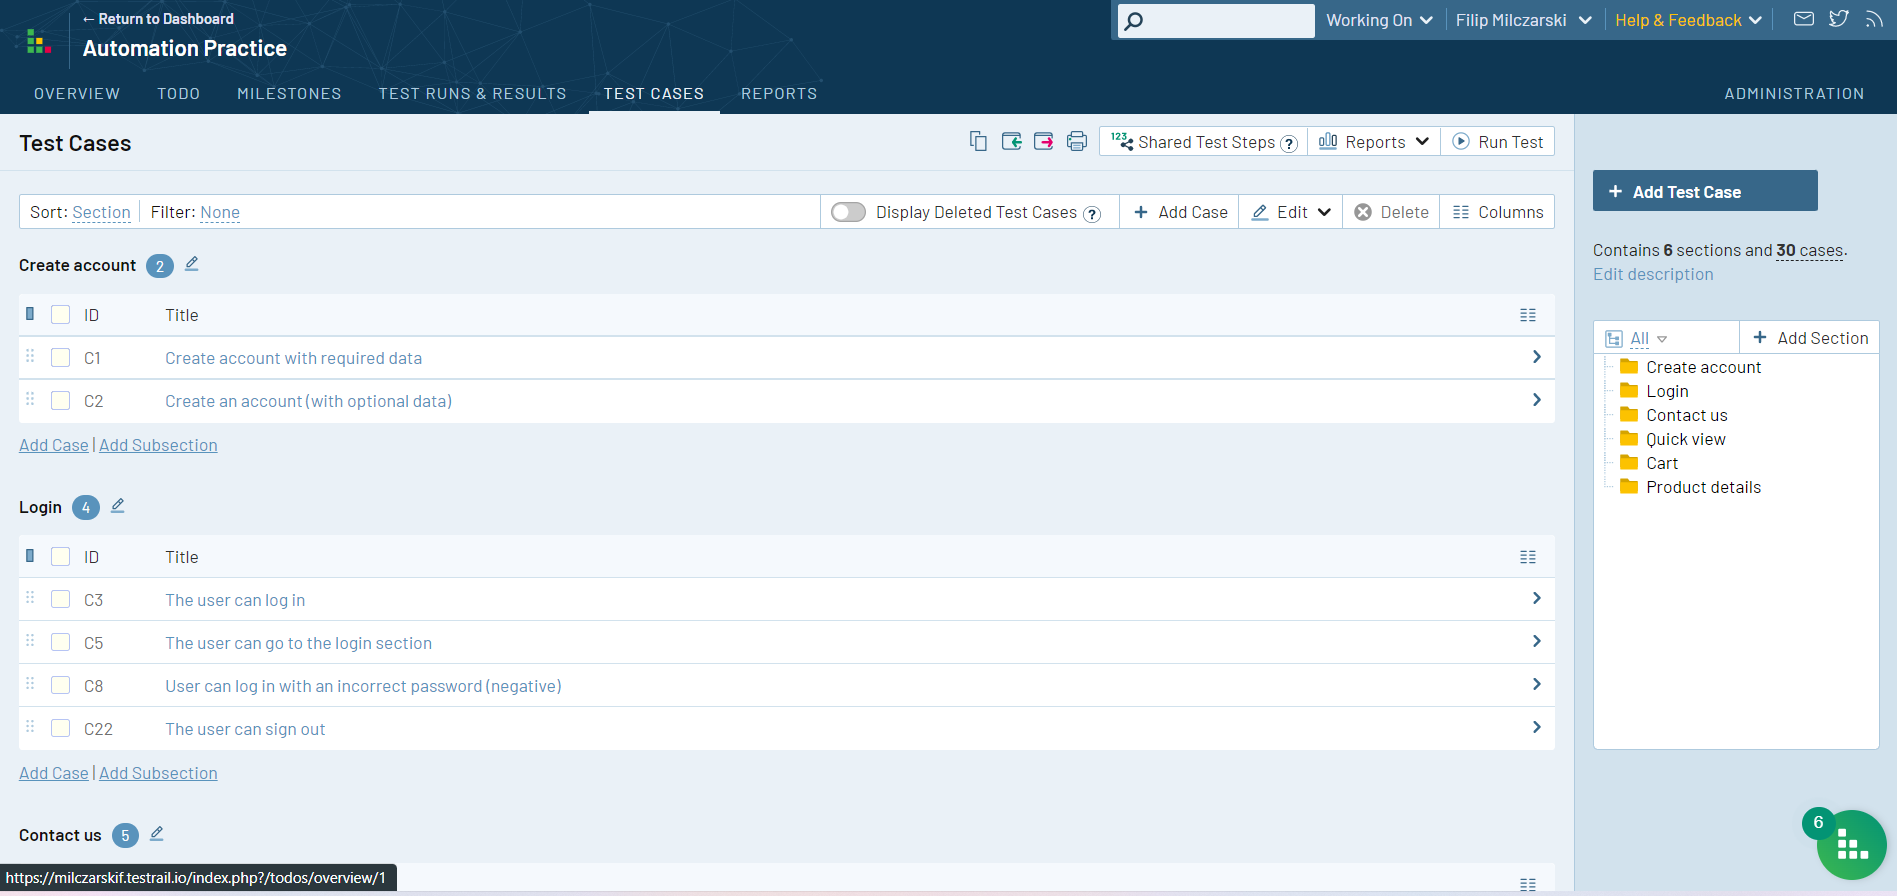 ← Return to Dashboard
Automation Practice
Working On
Filip Milczarski
Help & Feedback
OVERVIEW TODO MILESTONES TEST RUNS & RESULTS TEST CASES REPORTS ADMINISTRATION
Test Cases
123 Shared Test Steps ? Reports Run Test
Sort: Section Filter: None
Display Deleted Test Cases ? + Add Case Edit Delete Columns
Create account 2
ID Title
C1 Create account with required data
C2 Create an account (with optional data)
Add Case | Add Subsection
Login 4
ID Title
C3 The user can log in
C5 The user can go to the login section
C8 User can log in with an incorrect password (negative)
C22 The user can sign out
Add Case | Add Subsection
Contact us 5
https://milczarskif.testrail.io/index.php?/todos/overview/1
+ Add Test Case
Contains 6 sections and 30 cases.
Edit description
All + Add Section
Create account
Login
Contact us
Quick view
Cart
Product details
6